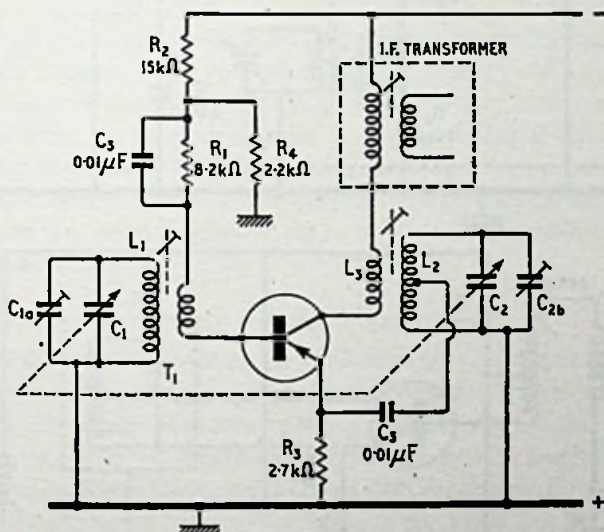 R2
15kΩ
I.F. TRANSFORMER
C3
0·01μF
R1
8·2kΩ
R4
2·2kΩ
L1
L3
L2
C1a
C1
C2
C2b
T1
C3
0·01μF
R3
2·7kΩ
−
+